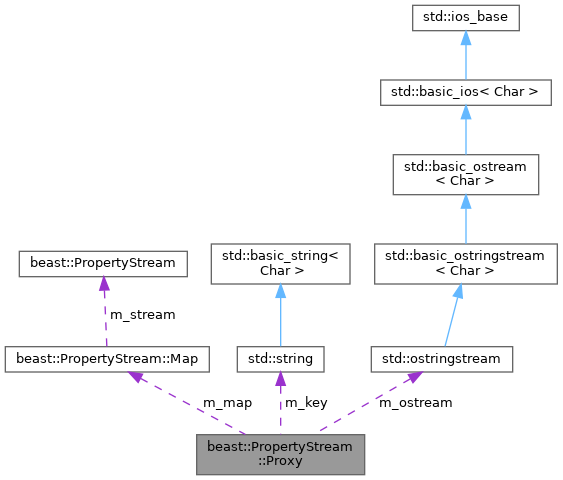 std::ios_base
std::basic_ios< Char >
std::basic_ostream
< Char >
beast::PropertyStream
std::basic_string<
Char >
std::basic_ostringstream
< Char >
m_stream
beast::PropertyStream::Map
std::string
std::ostringstream
m_map
m_key
m_ostream
beast::PropertyStream
::Proxy